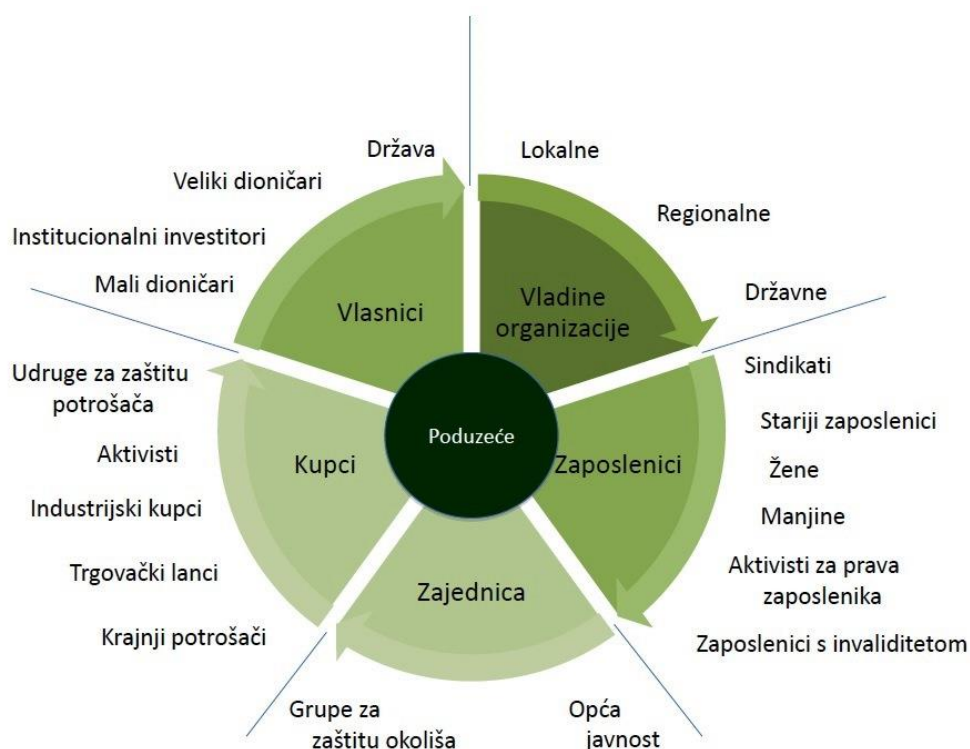 Država
Lokalne
Veliki dioničari
Regionalne
Institucionalni investitori
Mali dioničari
Državne
Vlasnici
Vladine
organizacije
Udruge za zaštitu
potrošača
Sindikati
Stariji zaposlenici
Aktivisti
Kupci
Poduzeće
Zaposlenici
Žene
Industrijski kupci
Manjine
Trgovački lanci
Zajednica
Aktivisti za prava
zaposlenika
Krajnji potrošači
Zaposlenici s invaliditetom
Grupe za
zaštitu okoliša
Opća
javnost